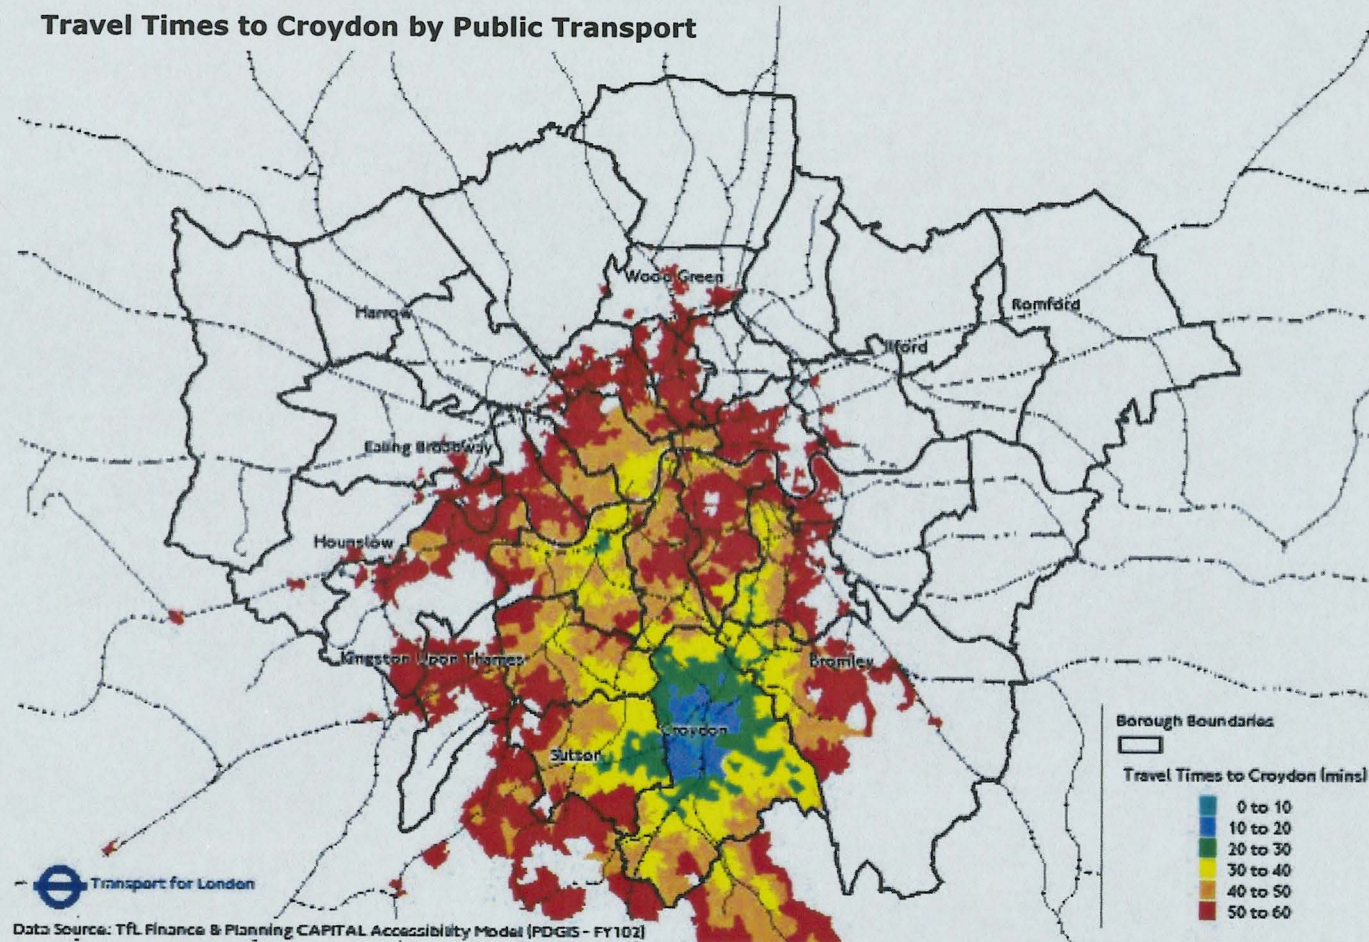 Travel Times to Croydon by Public Transport
Wood Green
Romford
Harrow
Ilford
Ealing Broadway
Hounslow
Kingston Upon Thames
Bromley
Croydon
Sutton
Borough Boundaries
Travel Times to Croydon (mins)
0 to 10
10 to 20
20 to 30
30 to 40
40 to 50
50 to 60
Transport for London
Data Source: TfL Finance & Planning CAPITAL Accessibility Model (PDGIS - FY102)